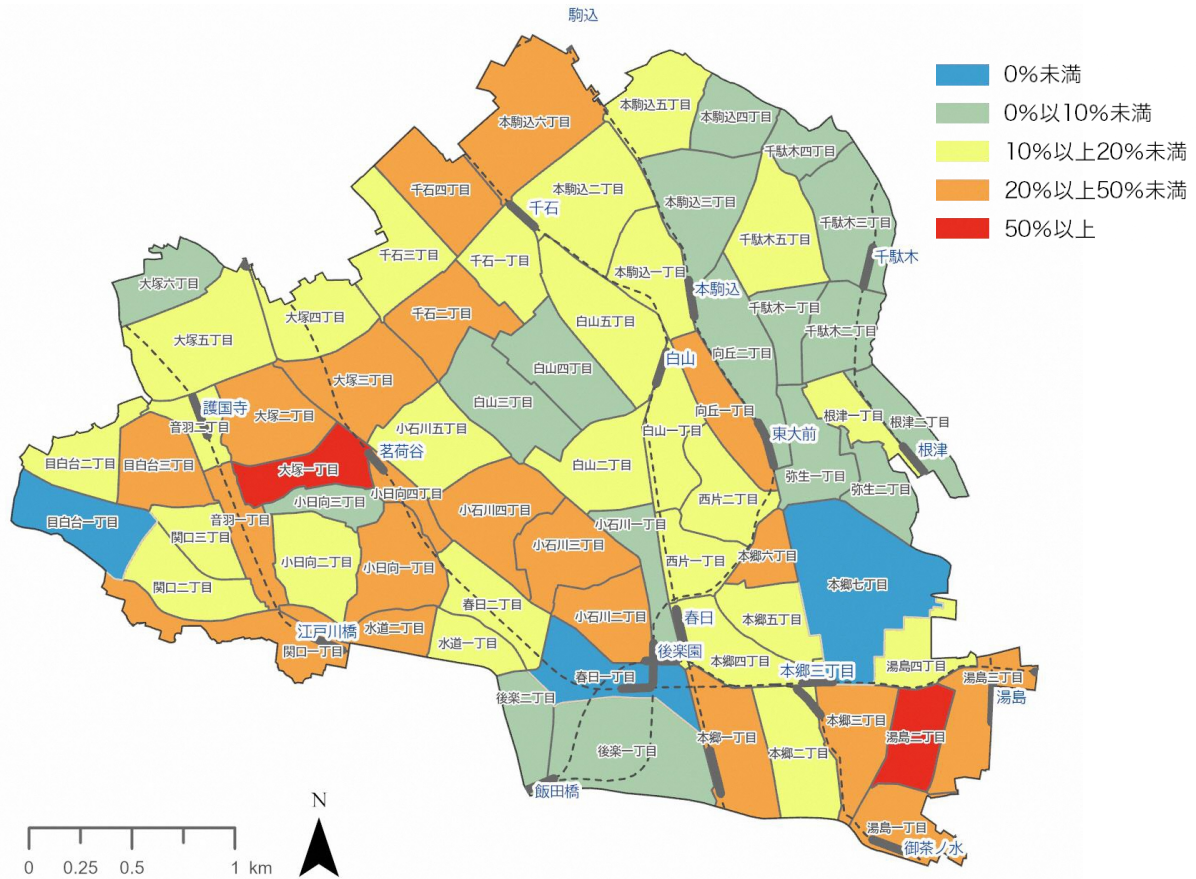 駒込
0%未満
0%以10%未満
10%以上20%未満
20%以上50%未満
50%以上
本駒込六丁目
本駒込五丁目
本駒込四丁目
千駄木四丁目
千石四丁目
本駒込二丁目
本駒込三丁目
千石
千駄木三丁目
千駄木五丁目
千駄木
千石三丁目
千石一丁目
本駒込一丁目
大塚六丁目
本駒込
千駄木一丁目
千石二丁目
大塚四丁目
白山五丁目
千駄木二丁目
大塚五丁目
向丘二丁目
白山
白山四丁目
大塚三丁目
白山三丁目
護国寺
大塚二丁目
向丘一丁目
根津一丁目
根津二丁目
音羽二丁目
小石川五丁目
白山一丁目
東大前
茗荷谷
根津
目白台二丁目
目白台三丁目
大塚一丁目
白山二丁目
弥生一丁目
弥生二丁目
小日向四丁目
小日向三丁目
西片二丁目
小石川四丁目
目白台一丁目
音羽一丁目
小石川一丁目
関口三丁目
小石川三丁目
小日向二丁目
小日向一丁目
西片一丁目
本郷六丁目
関口二丁目
本郷七丁目
春日二丁目
小石川二丁目
春日
本郷五丁目
江戸川橋
水道二丁目
水道一丁目
関口一丁目
後楽園
本郷四丁目
本郷三丁目
湯島四丁目
春日一丁目
湯島三丁目
後楽二丁目
湯島
本郷三丁目
本郷一丁目
湯島二丁目
後楽一丁目
本郷二丁目
飯田橋
湯島一丁目
御茶ノ水
N
0 0.25 0.5 1 km